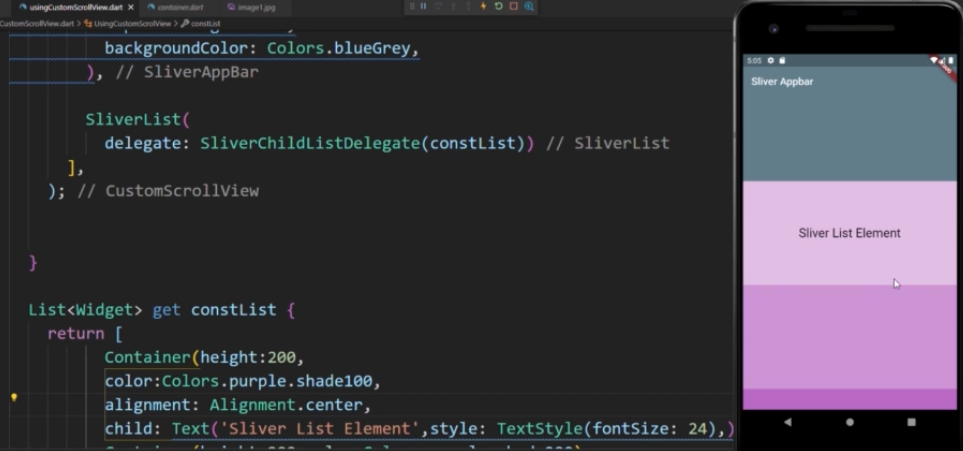 usingCustomScrollView.dart
container.dart
image1.jpg
CustomScrollView.dart > UsingCustomScrollView > constList
backgroundColor: Colors.blueGrey,
), // SliverAppBar
SliverList(
delegate: SliverChildListDelegate(constList)) // SliverList
],
); // CustomScrollView
}
List<Widget> get constList {
return [
Container(height:200,
color:Colors.purple.shade100,
alignment: Alignment.center,
child: Text('Sliver List Element',style: TextStyle(fontSize: 24),)
5:05
Sliver Appbar
Sliver List Element